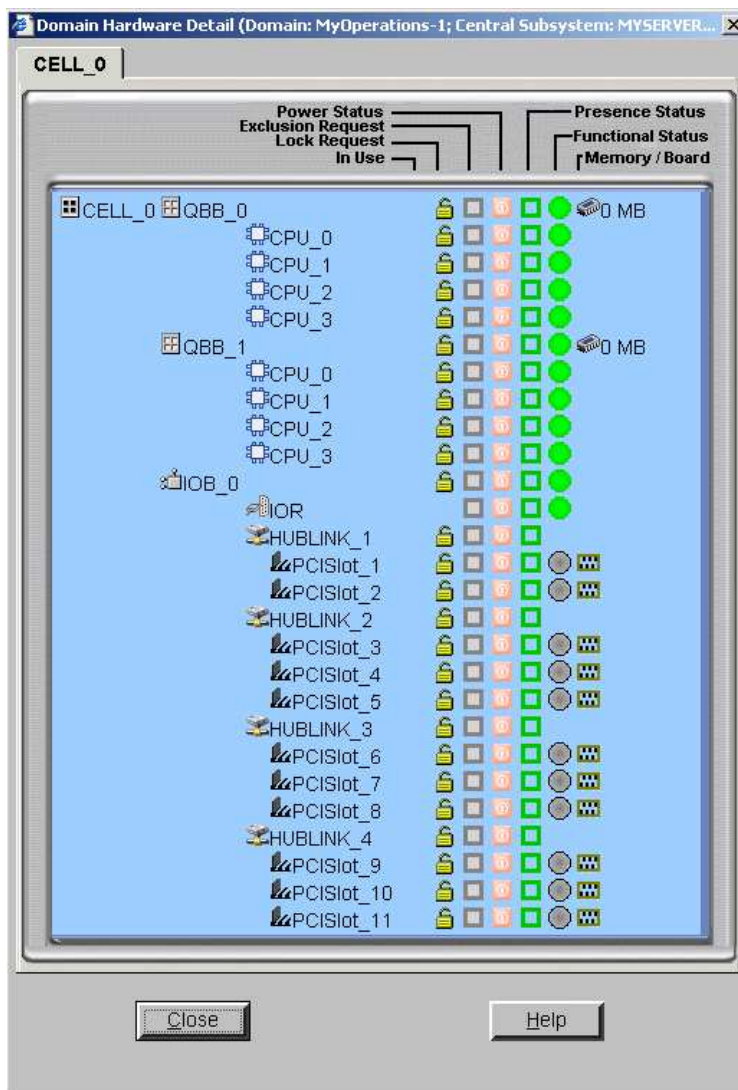 Domain Hardware Detail (Domain: MyOperations-1; Central Subsystem: MYSERVER...
CELL_0
Power Status
Presence Status
Exclusion Request
Functional Status
Lock Request
In Use
Memory / Board
CELL_0 QBB_0 0 MB
CPU_0
CPU_1
CPU_2
CPU_3
QBB_1 0 MB
CPU_0
CPU_1
CPU_2
CPU_3
IOB_0
IOR
HUBLINK_1
PCISlot_1
PCISlot_2
HUBLINK_2
PCISlot_3
PCISlot_4
PCISlot_5
HUBLINK_3
PCISlot_6
PCISlot_7
PCISlot_8
HUBLINK_4
PCISlot_9
PCISlot_10
PCISlot_11
Close Help